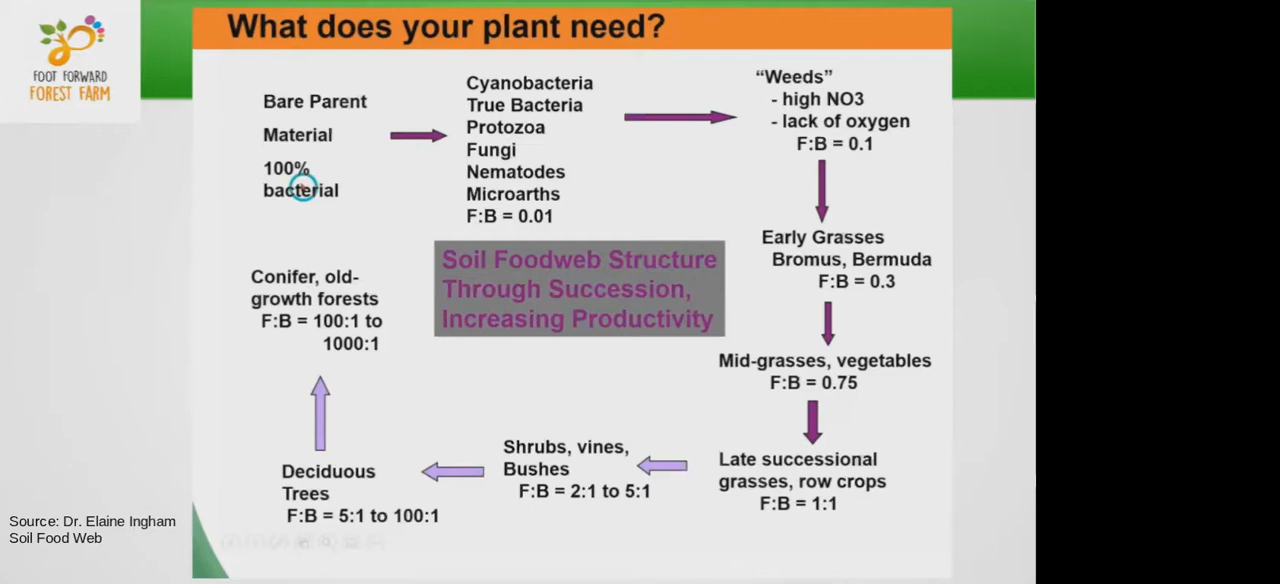 What does your plant need?
FOOT FORWARD
FOREST FARM
Bare Parent
Material
100%
bacterial
Cyanobacteria
True Bacteria
Protozoa
Fungi
Nematodes
Microarths
F:B = 0.01
“Weeds”
- high NO3
- lack of oxygen
F:B = 0.1
Early Grasses
Bromus, Bermuda
F:B = 0.3
Mid-grasses, vegetables
F:B = 0.75
Late successional
grasses, row crops
F:B = 1:1
Shrubs, vines,
Bushes
F:B = 2:1 to 5:1
Deciduous
Trees
F:B = 5:1 to 100:1
Conifer, old-
growth forests
F:B = 100:1 to
1000:1
Soil Foodweb Structure
Through Succession,
Increasing Productivity
Source: Dr. Elaine Ingham
Soil Food Web